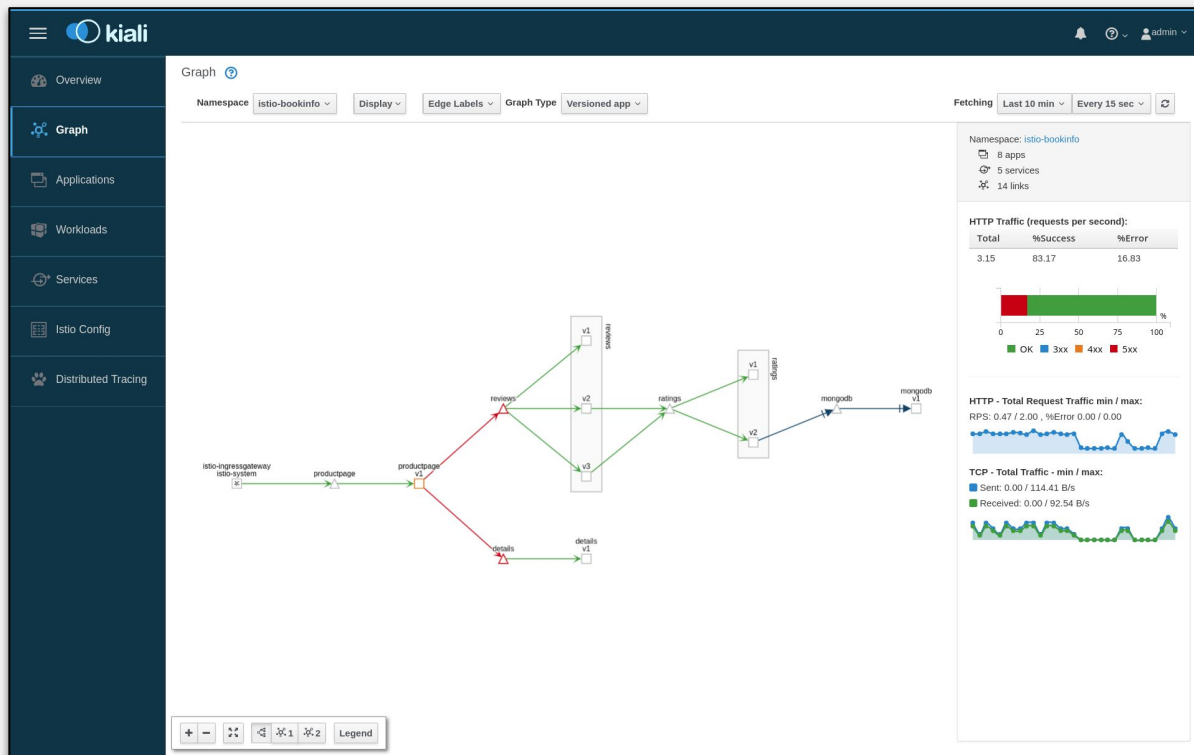 kiali
admin
Overview
Graph
Applications
Workloads
Services
Istio Config
Distributed Tracing
Graph
Namespace istio-bookinfo Display Edge Labels Graph Type Versioned app Fetching Last 10 min Every 15 sec
reviews
v1
v2
v3
reviews
ratings
v1
v2
ratings
mongodb
mongodb
v1
istio-ingressgateway
istio-system
productpage
productpage
v1
details
details
v1
1 2 Legend
Namespace: istio-bookinfo
8 apps
5 services
14 links
HTTP Traffic (requests per second):
Total %Success %Error
3.15 83.17 16.83
%
0 25 50 75 100
OK 3xx 4xx 5xx
HTTP - Total Request Traffic min / max:
RPS: 0.47 / 2.00 , %Error 0.00 / 0.00
TCP - Total Traffic - min / max:
Sent: 0.00 / 114.41 B/s
Received: 0.00 / 92.54 B/s